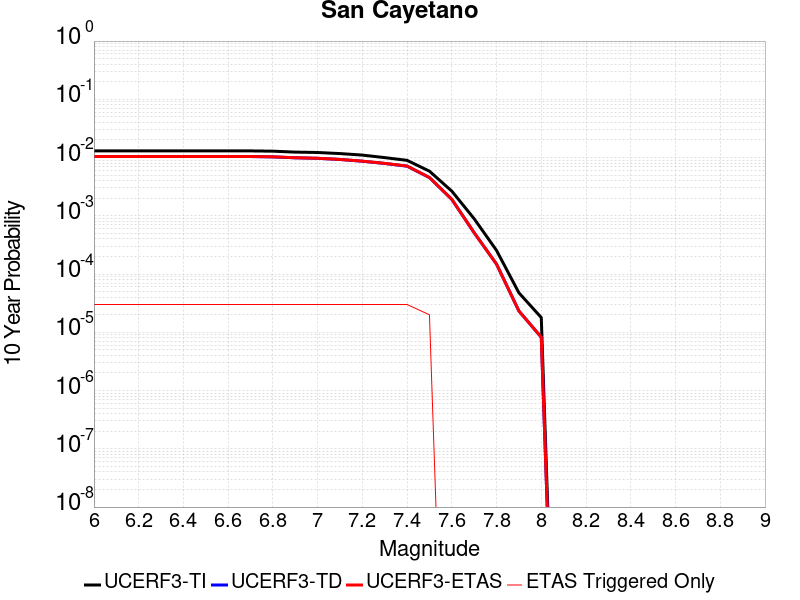 San Cayetano
10 Year Probability
10^0
10^-1
10^-2
10^-3
10^-4
10^-5
10^-6
10^-7
10^-8
6 6.2 6.4 6.6 6.8 7 7.2 7.4 7.6 7.8 8 8.2 8.4 8.6 8.8 9
Magnitude
UCERF3-TI UCERF3-TD UCERF3-ETAS ETAS Triggered Only